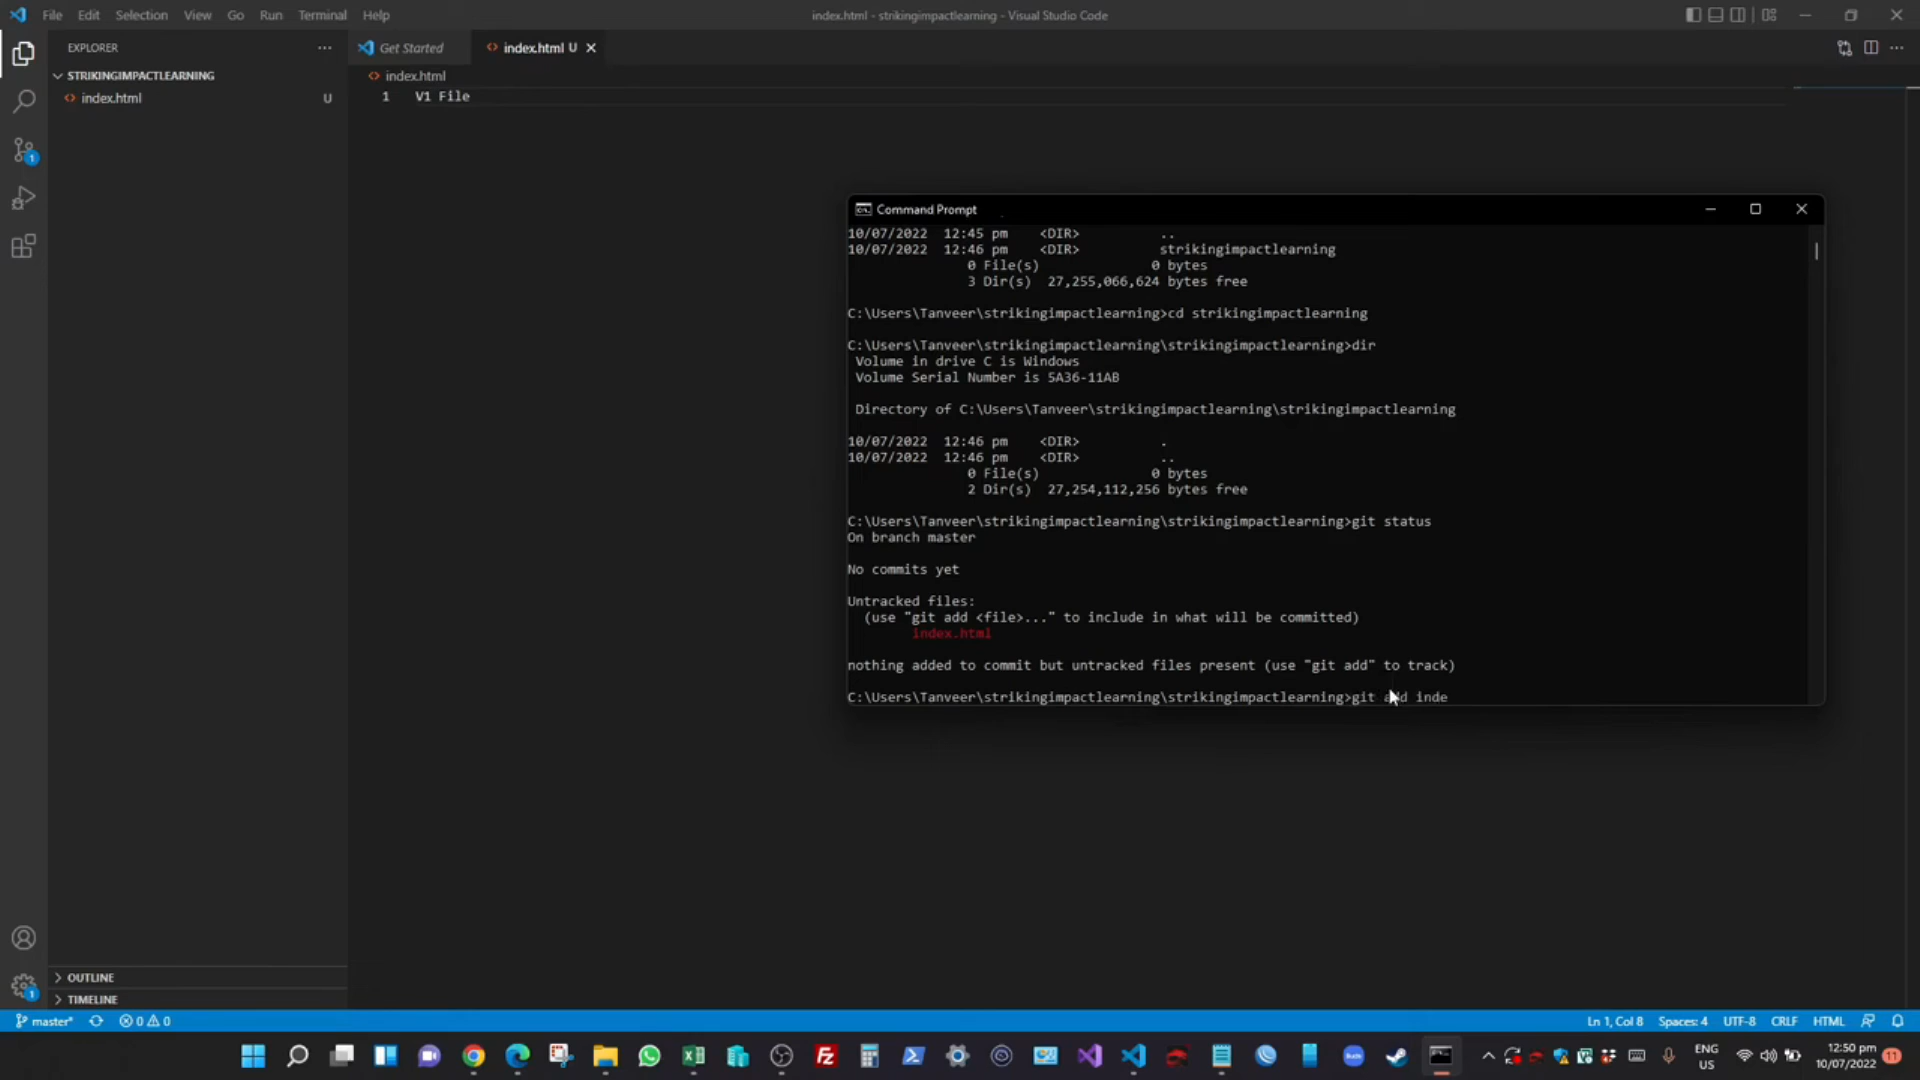 File Edit Selection View Go Run Terminal Help
index.html - strikingimpactlearning - Visual Studio Code
EXPLORER
STRIKINGIMPACTLEARNING
index.html U
Get Started
index.html U
index.html
1 V1 File
Command Prompt
10/07/2022 12:45 pm <DIR> ..
10/07/2022 12:46 pm <DIR> strikingimpactlearning
0 File(s) 0 bytes
3 Dir(s) 27,255,066,624 bytes free
C:\Users\Tanveer\strikingimpactlearning>cd strikingimpactlearning
C:\Users\Tanveer\strikingimpactlearning\strikingimpactlearning>dir
Volume in drive C is Windows
Volume Serial Number is 5A36-11AB
Directory of C:\Users\Tanveer\strikingimpactlearning\strikingimpactlearning
10/07/2022 12:46 pm <DIR> .
10/07/2022 12:46 pm <DIR> ..
0 File(s) 0 bytes
2 Dir(s) 27,254,112,256 bytes free
C:\Users\Tanveer\strikingimpactlearning\strikingimpactlearning>git status
On branch master
No commits yet
Untracked files:
(use "git add <file>..." to include in what will be committed)
index.html
nothing added to commit but untracked files present (use "git add" to track)
C:\Users\Tanveer\strikingimpactlearning\strikingimpactlearning>git add inde
OUTLINE
TIMELINE
master* 0 0
Ln 1, Col 8 Spaces: 4 UTF-8 CRLF HTML
ENG
US
12:50 pm
10/07/2022
11